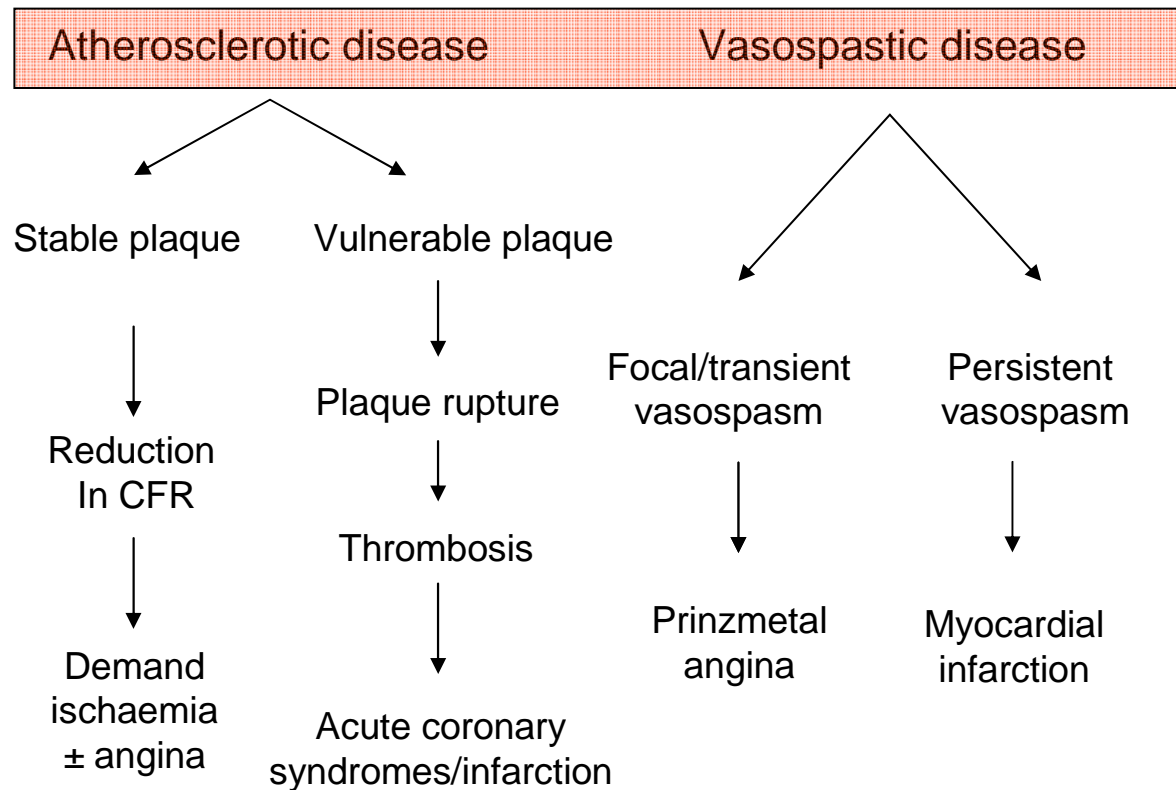 Atherosclerotic disease
Vasospastic disease
Stable plaque
Vulnerable plaque
Reduction
In CFR
Plaque rupture
Focal/transient
vasospasm
Persistent
vasospasm
Demand
ischaemia
± angina
Thrombosis
Prinzmetal
angina
Myocardial
infarction
Acute coronary
syndromes/infarction